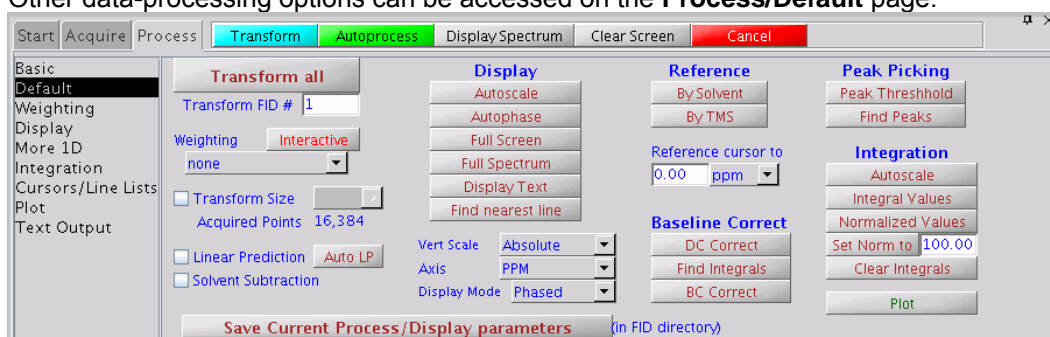 Other data-processing options can be accessed on the Process/Default page.
Start Acquire Process Transform Autoprocess Display Spectrum Clear Screen Cancel
Basic
Default
Weighting
Display
More 1D
Integration
Cursors/Line Lists
Plot
Text Output
Transform all
Transform FID # 1
Weighting Interactive
none
Transform Size
Acquired Points 16,384
Linear Prediction Auto LP
Solvent Subtraction
Display
Autoscale
Autophase
Full Screen
Full Spectrum
Display Text
Find nearest line
Vert Scale Absolute
Axis PPM
Display Mode Phased
Reference
By Solvent
By TMS
Reference cursor to
0.00 ppm
Baseline Correct
DC Correct
Find Integrals
BC Correct
Peak Picking
Peak Threshhold
Find Peaks
Integration
Autoscale
Integral Values
Normalized Values
Set Norm to 100.00
Clear Integrals
Plot
Save Current Process/Display parameters (in FID directory)